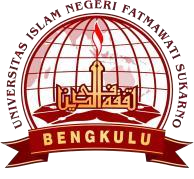 UNIVERSITAS ISLAM NEGERI FATMAWATI SUKARNO
BENGKULU